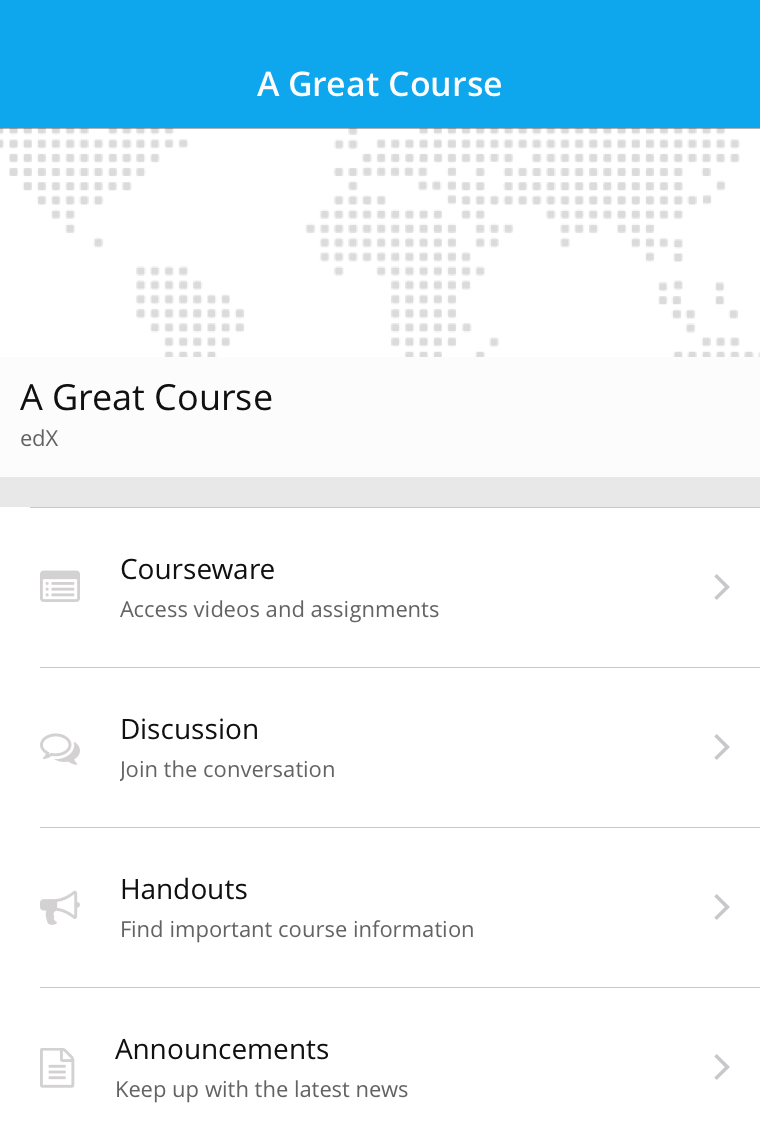 A Great Course
A Great Course
edX
Courseware
Access videos and assignments
Discussion
Join the conversation
Handouts
Find important course information
Announcements
Keep up with the latest news